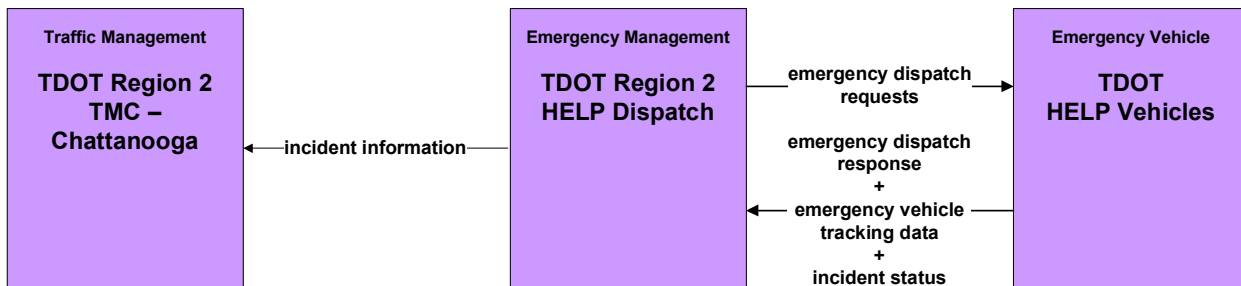 Traffic Management
TDOT Region 2
TMC –
Chattanooga
incident information
Emergency Management
TDOT Region 2
HELP Dispatch
emergency dispatch
requests
emergency dispatch
response
+
emergency vehicle
tracking data
+
incident status
Emergency Vehicle
TDOT
HELP Vehicles